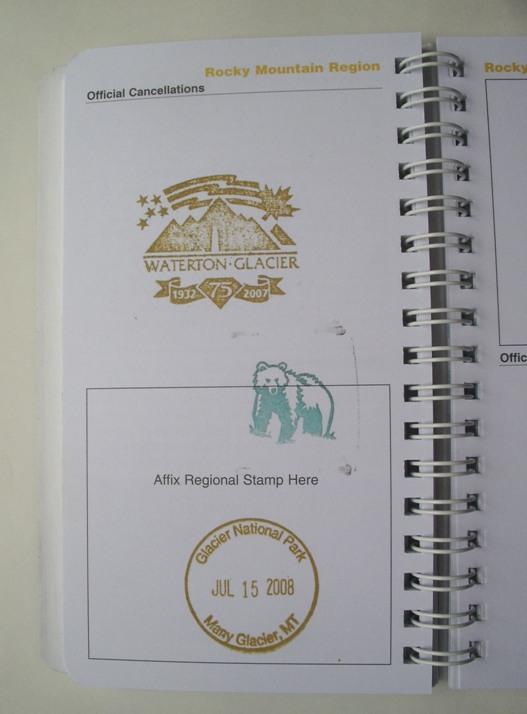 Rocky Mountain Region
Official Cancellations
WATERTON·GLACIER
1932 75 2007
Affix Regional Stamp Here
Glacier National Park
JUL 15 2008
Many Glacier, MT
Rocky
Offic